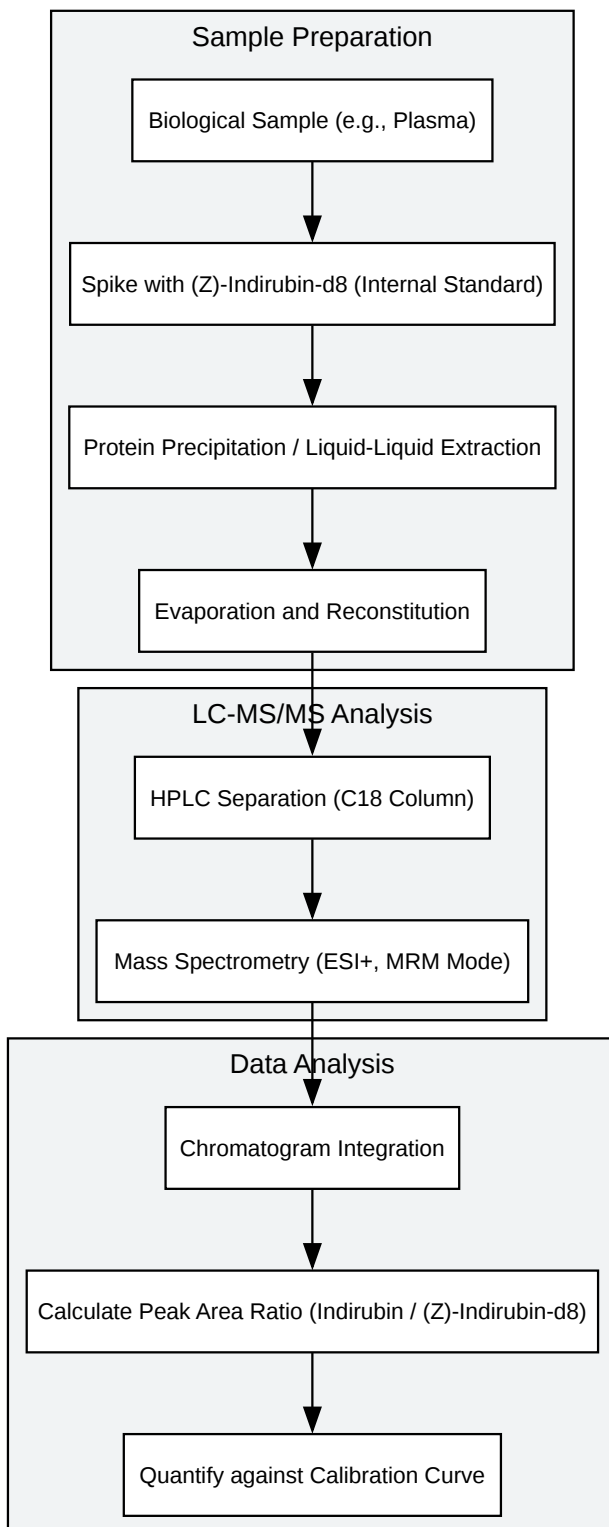 Sample Preparation
Biological Sample (e.g., Plasma)
Spike with (Z)-Indirubin-d8 (Internal Standard)
Protein Precipitation / Liquid-Liquid Extraction
Evaporation and Reconstitution
LC-MS/MS Analysis
HPLC Separation (C18 Column)
Mass Spectrometry (ESI+, MRM Mode)
Data Analysis
Chromatogram Integration
Calculate Peak Area Ratio (Indirubin / (Z)-Indirubin-d8)
Quantify against Calibration Curve